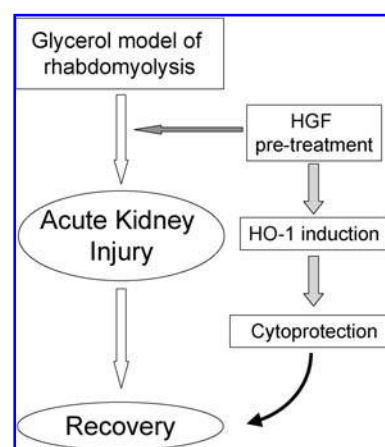 Glycerol model of
rhabdomyolysis
HGF
pre-treatment
Acute Kidney
Injury
HO-1 induction
Cytoprotection
Recovery